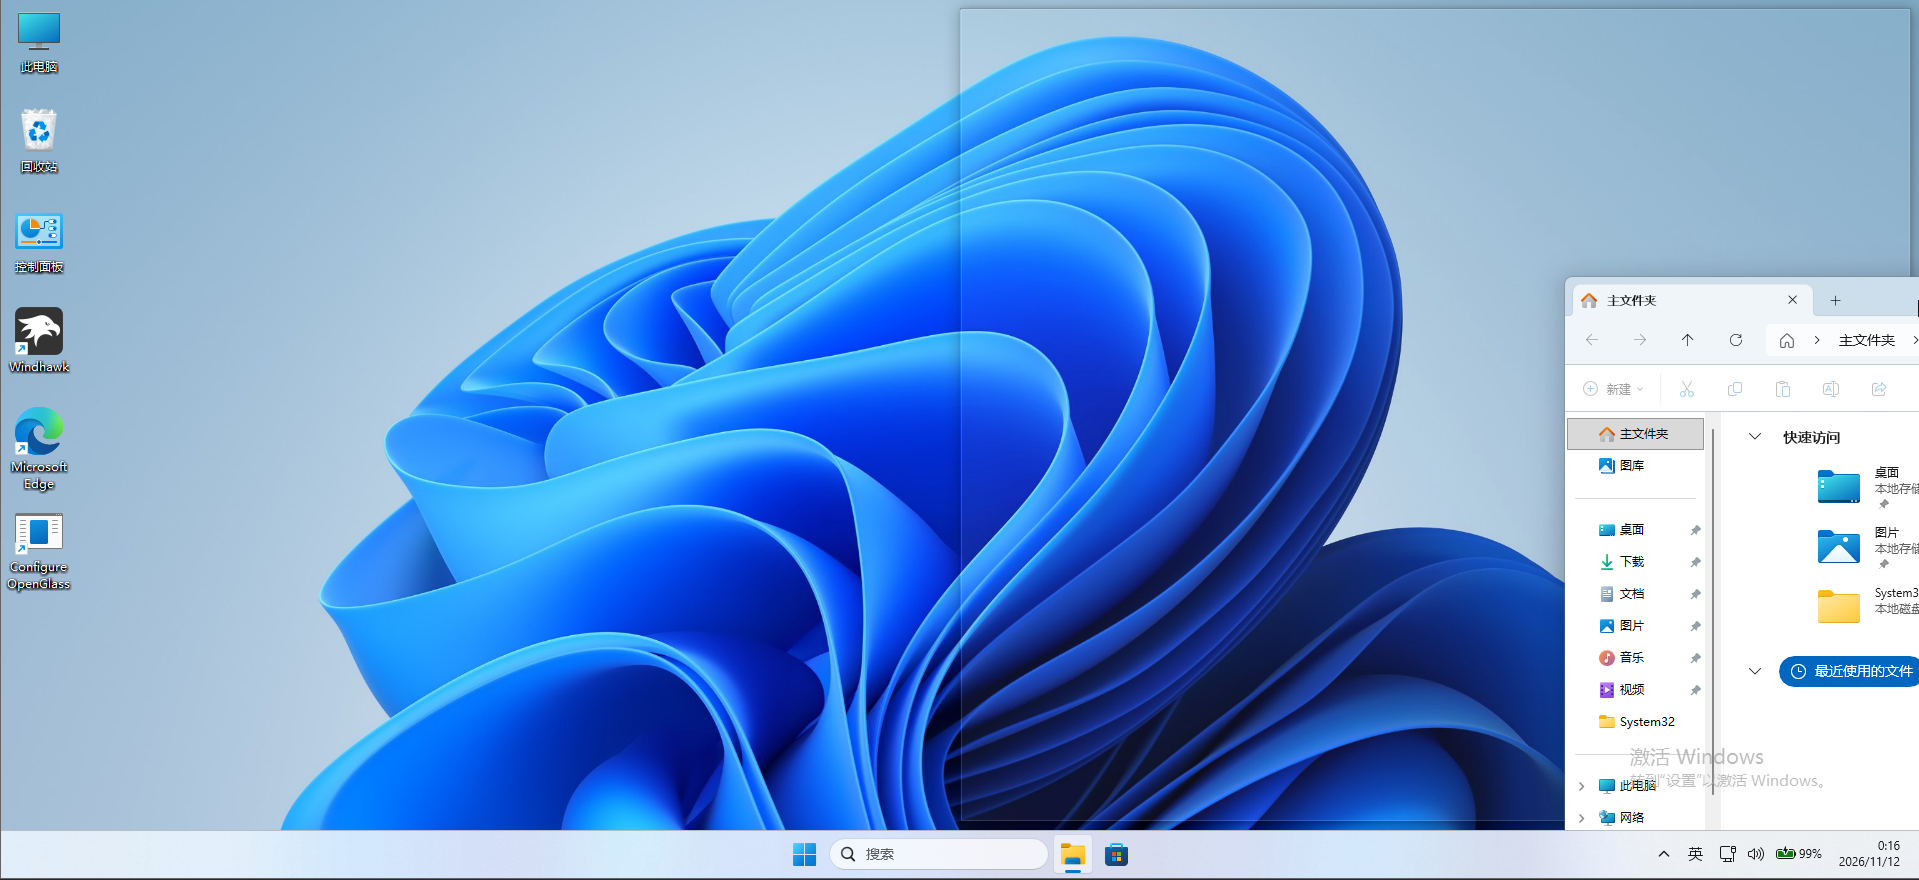 此电脑
回收站
控制面板
Windhawk
Microsoft
Edge
Configure
OpenGlass
主文件夹
主文件夹
新建
主文件夹
图库
桌面
下载
文档
图片
音乐
视频
System32
此电脑
网络
快速访问
桌面
本地存储
图片
本地存储
System3
本地磁盘
最近使用的文件
激活 Windows
转到“设置”以激活 Windows。
搜索
英
99%
0:16
2026/11/12